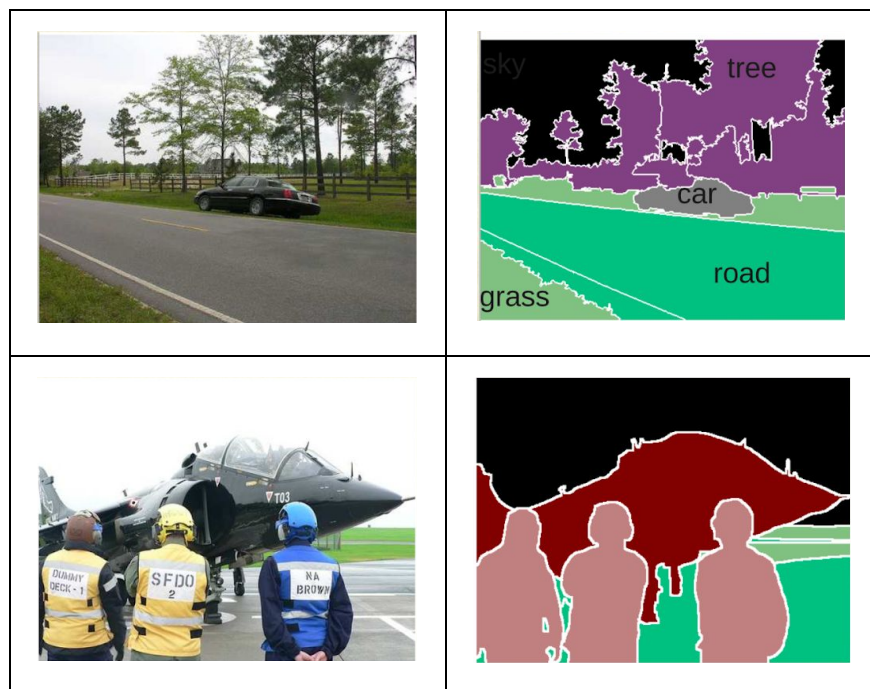 sky
tree
car
road
grass
T03
DUMMY
DECK-1
SFDO
2
NA
BROWN